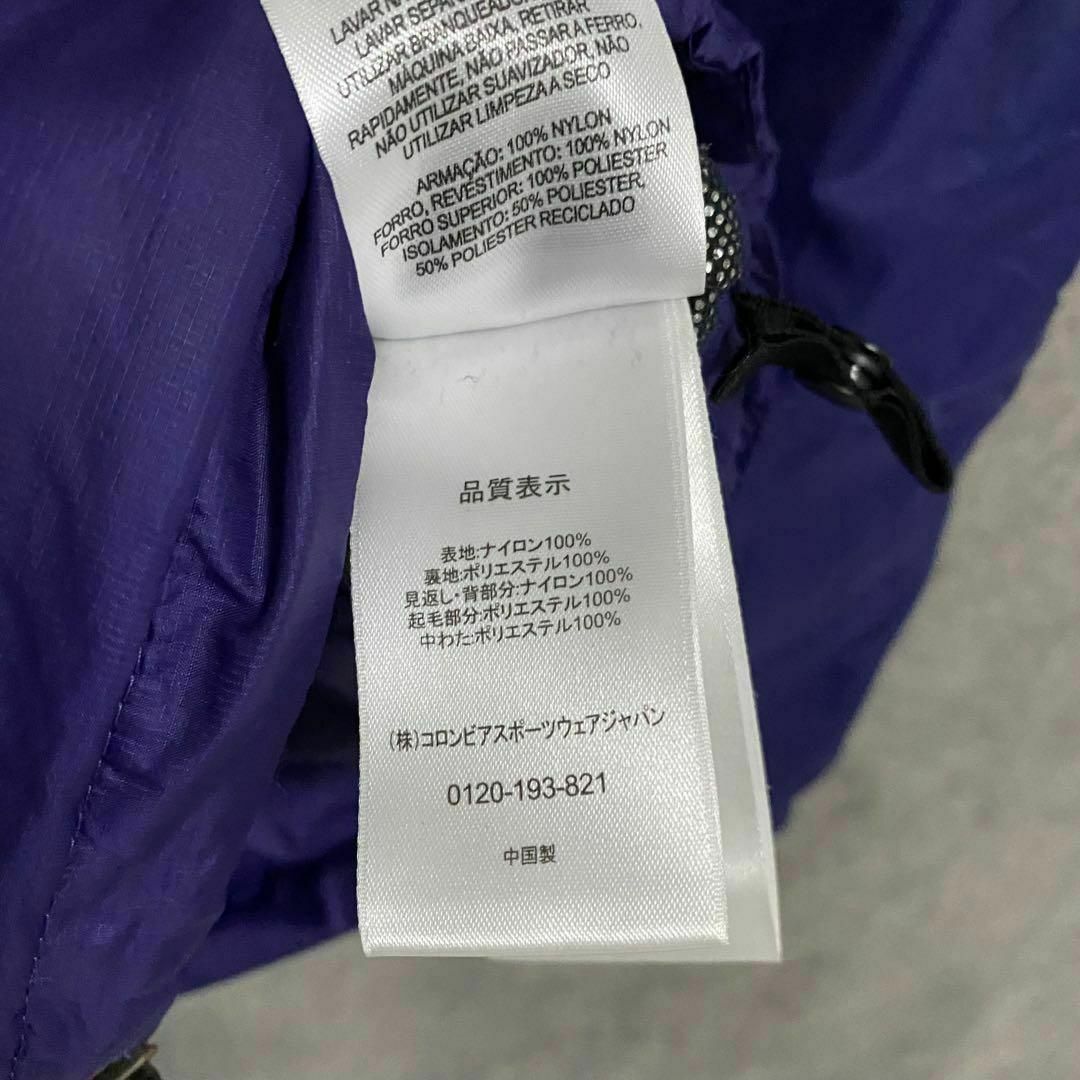 LAVAR
LAVAR SEPAR
UTILIZAR BRANQUEADO
MÁQUINA BAIXA, RETIRAR
RAPIDAMENTE, NÃO PASSAR A FERRO,
NÃO UTILIZAR SUAVIZADOR, NÃO
UTILIZAR LIMPEZA A SECO
ARMAÇÃO: 100% NYLON
FORRO, REVESTIMENTO: 100% NYLON
FORRO SUPERIOR: 100% POLIESTER
ISOLAMENTO: 50% POLIESTER,
50% POLIESTER RECICLADO
品質表示
表地:ナイロン100%
裏地:ポリエステル100%
見返し・背部分:ナイロン100%
起毛部分:ポリエステル100%
中わた:ポリエステル100%
(株)コロンビアスポーツウェアジャパン
0120-193-821
中国製